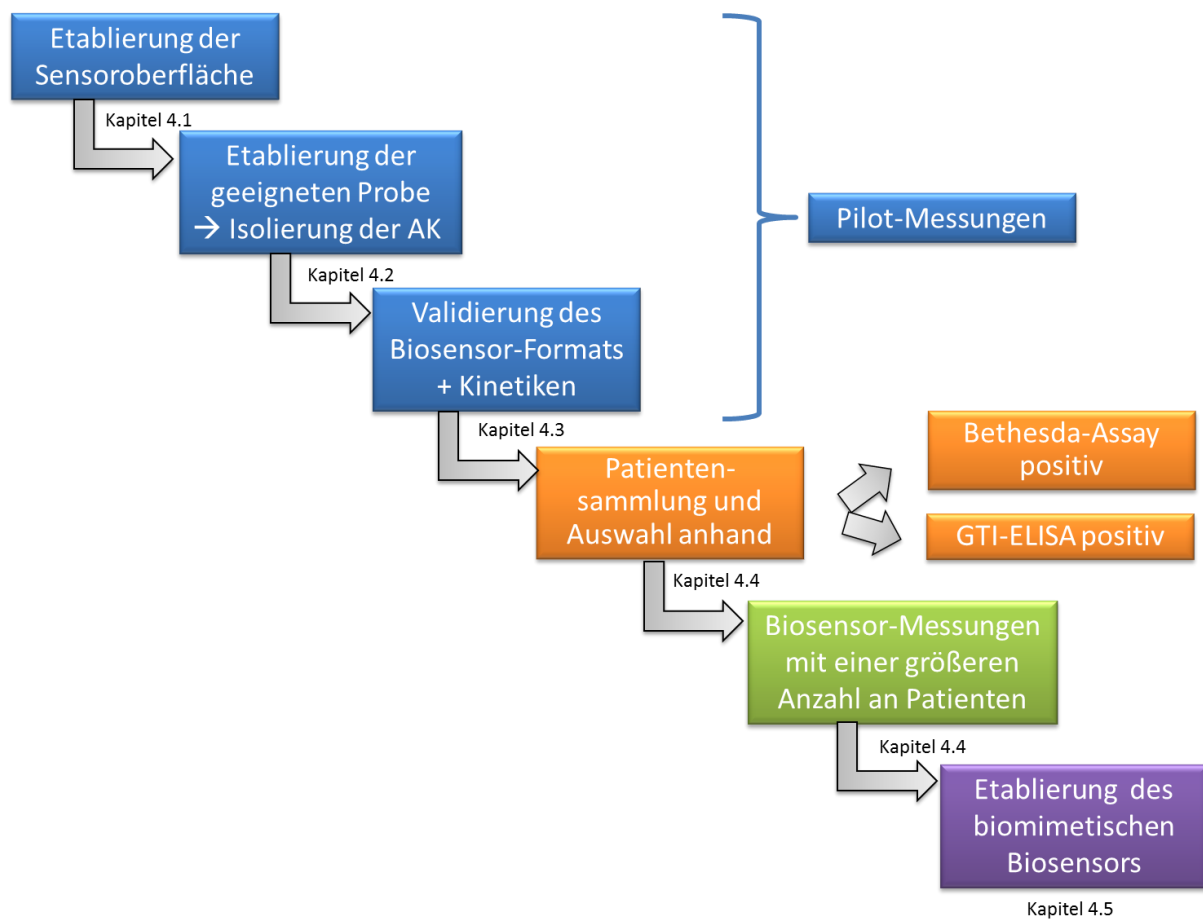 Etablierung der
Sensoroberfläche
Kapitel 4.1
Etablierung der
geeigneten Probe
→ Isolierung der AK
Kapitel 4.2
Validierung des
Biosensor-Formats
+ Kinetiken
Pilot-Messungen
Kapitel 4.3
Patienten-
sammlung und
Auswahl anhand
Bethesda-Assay
positiv
GTI-ELISA positiv
Kapitel 4.4
Biosensor-Messungen
mit einer größeren
Anzahl an Patienten
Kapitel 4.4
Etablierung des
biomimetischen
Biosensors
Kapitel 4.5